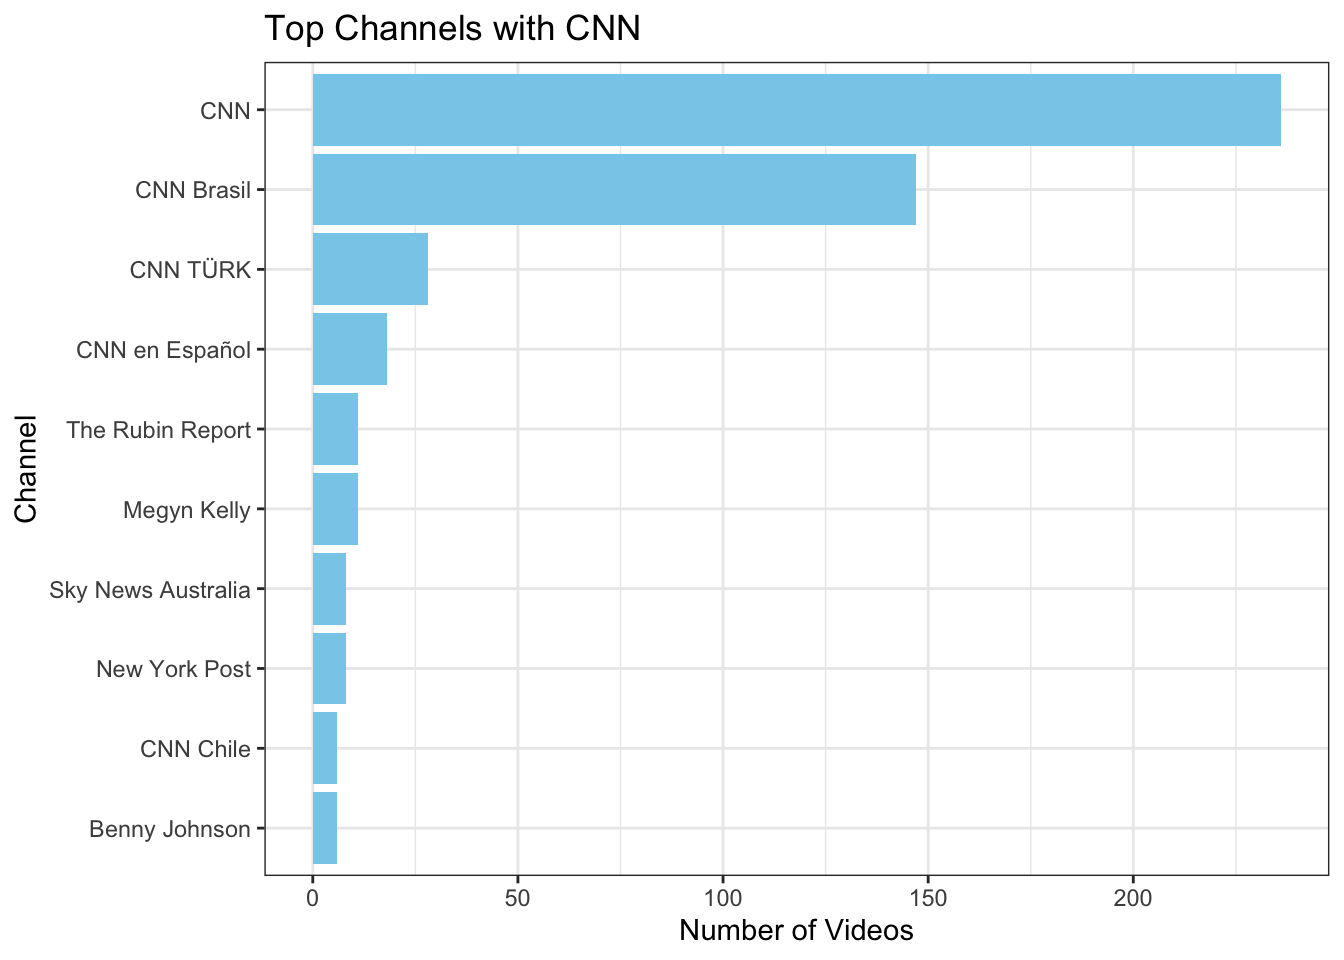 Top Channels with CNN
CNN
CNN Brasil
CNN TÜRK
CNN en Español
The Rubin Report
Megyn Kelly
Sky News Australia
New York Post
CNN Chile
Benny Johnson
Channel
0 50 100 150 200
Number of Videos